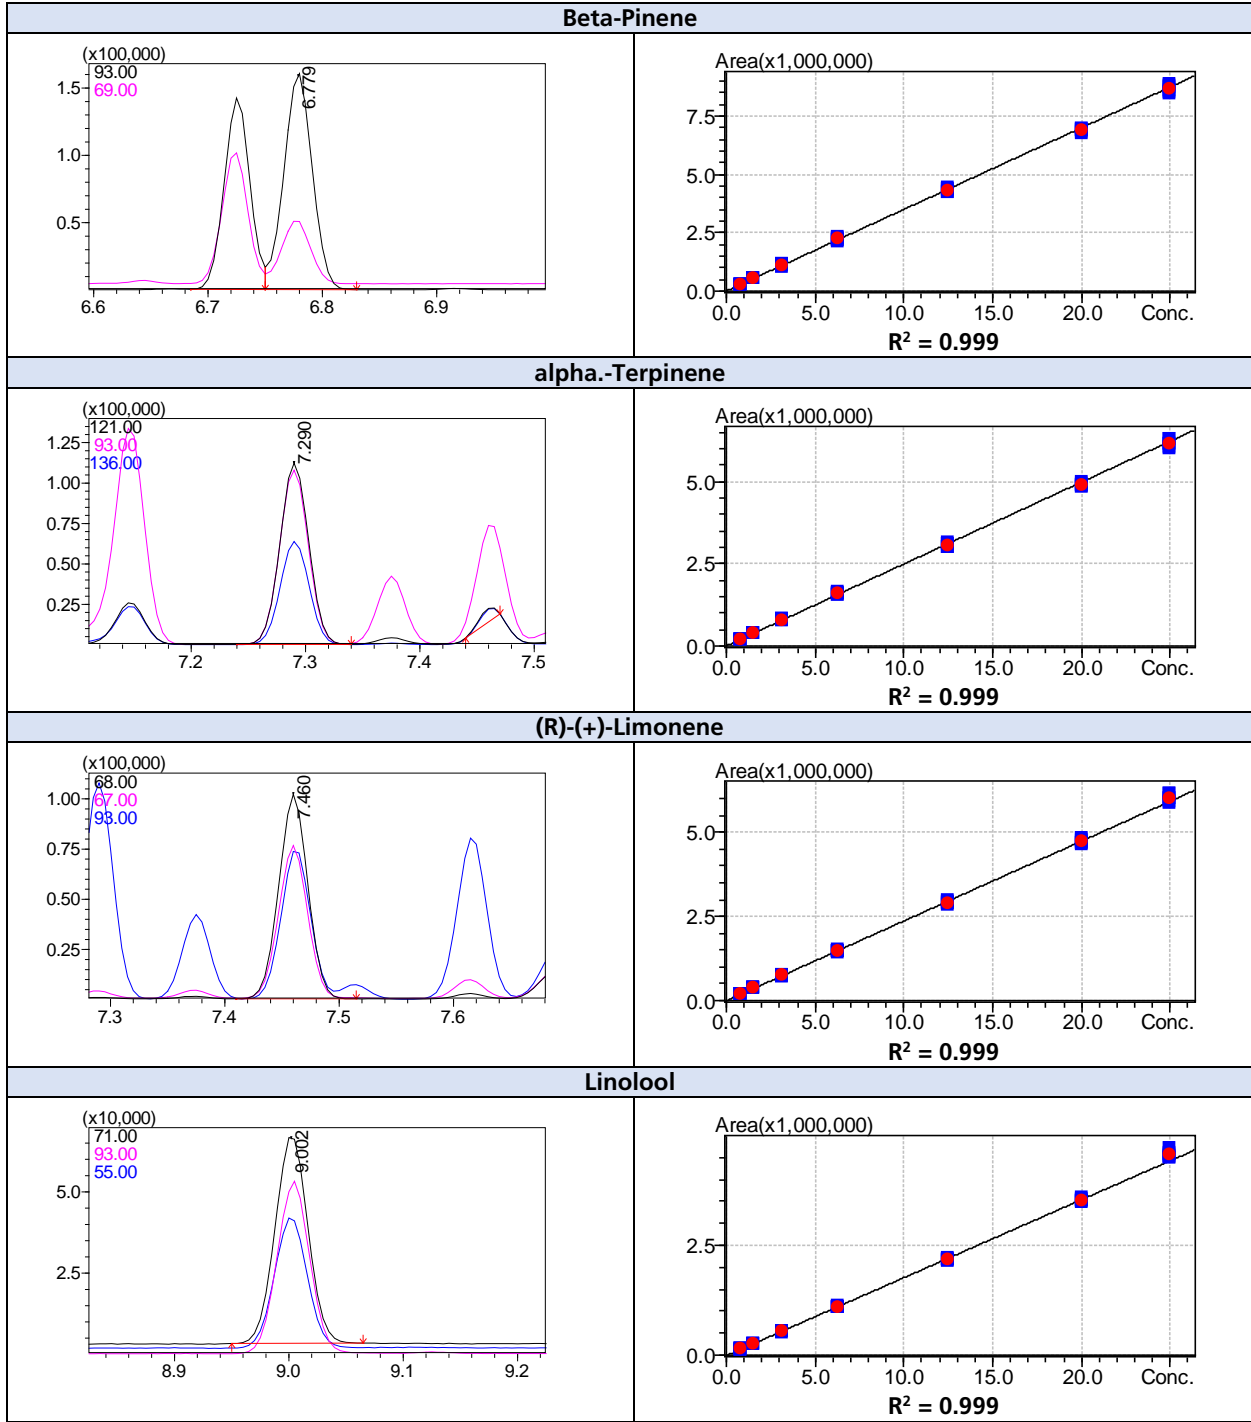 Beta-Pinene
(x100,000)
93.00
69.00
6.779
1.5
1.0
0.5
6.6 6.7 6.8 6.9
Area(x1,000,000)
7.5
5.0
2.5
0.0
0.0 5.0 10.0 15.0 20.0 Conc.
R² = 0.999
alpha.-Terpinene
(x100,000)
121.00
93.00
136.00
7.290
1.25
1.00
0.75
0.50
0.25
7.2 7.3 7.4 7.5
Area(x1,000,000)
5.0
2.5
0.0
0.0 5.0 10.0 15.0 20.0 Conc.
R² = 0.999
(R)-(+)-Limonene
(x100,000)
68.00
67.00
93.00
7.460
1.00
0.75
0.50
0.25
7.3 7.4 7.5 7.6
Area(x1,000,000)
5.0
2.5
0.0
0.0 5.0 10.0 15.0 20.0 Conc.
R² = 0.999
Linolool
(x10,000)
71.00
93.00
55.00
9.002
5.0
2.5
8.9 9.0 9.1 9.2
Area(x1,000,000)
2.5
0.0
0.0 5.0 10.0 15.0 20.0 Conc.
R² = 0.999